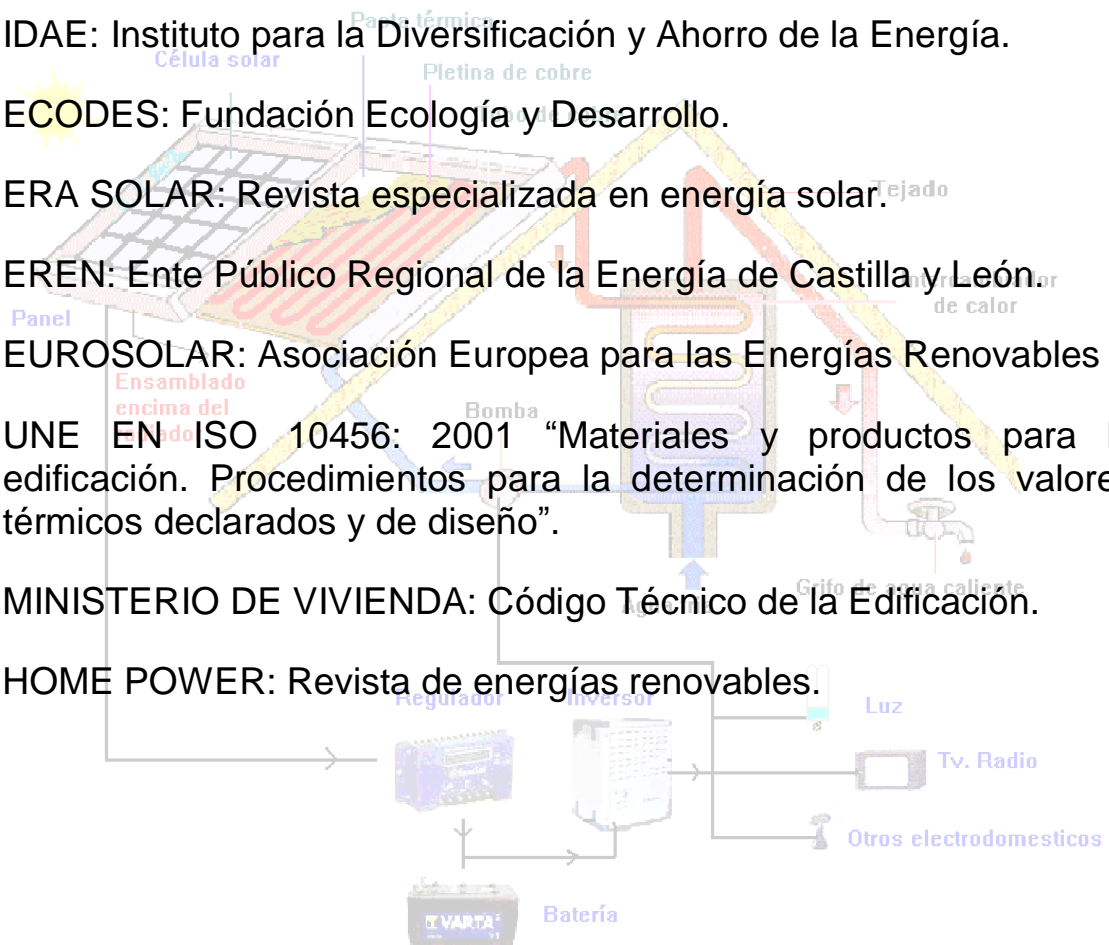 Pasta térmica
IDAE: Instituto para la Diversificación y Ahorro de la Energía.
Célula solar
Pletina de cobre
ECODES: Fundación Ecología y Desarrollo.
ERA SOLAR: Revista especializada en energía solar.
Tejado
EREN: Ente Público Regional de la Energía de Castilla y León.
de calor
Panel
EUROSOLAR: Asociación Europea para las Energías Renovables
Ensamblado
encima del
Bomba
UNE EN ISO 10456: 2001 “Materiales y productos para
edificación. Procedimientos para la determinación de los valore
térmicos declarados y de diseño”.
Grifo de agua caliente
MINISTERIO DE VIVIENDA: Código Técnico de la Edificación.
HOME POWER: Revista de energías renovables.
Regulador
Inversor
Luz
Tv. Radio
Otros electrodomesticos
Batería
VARTA